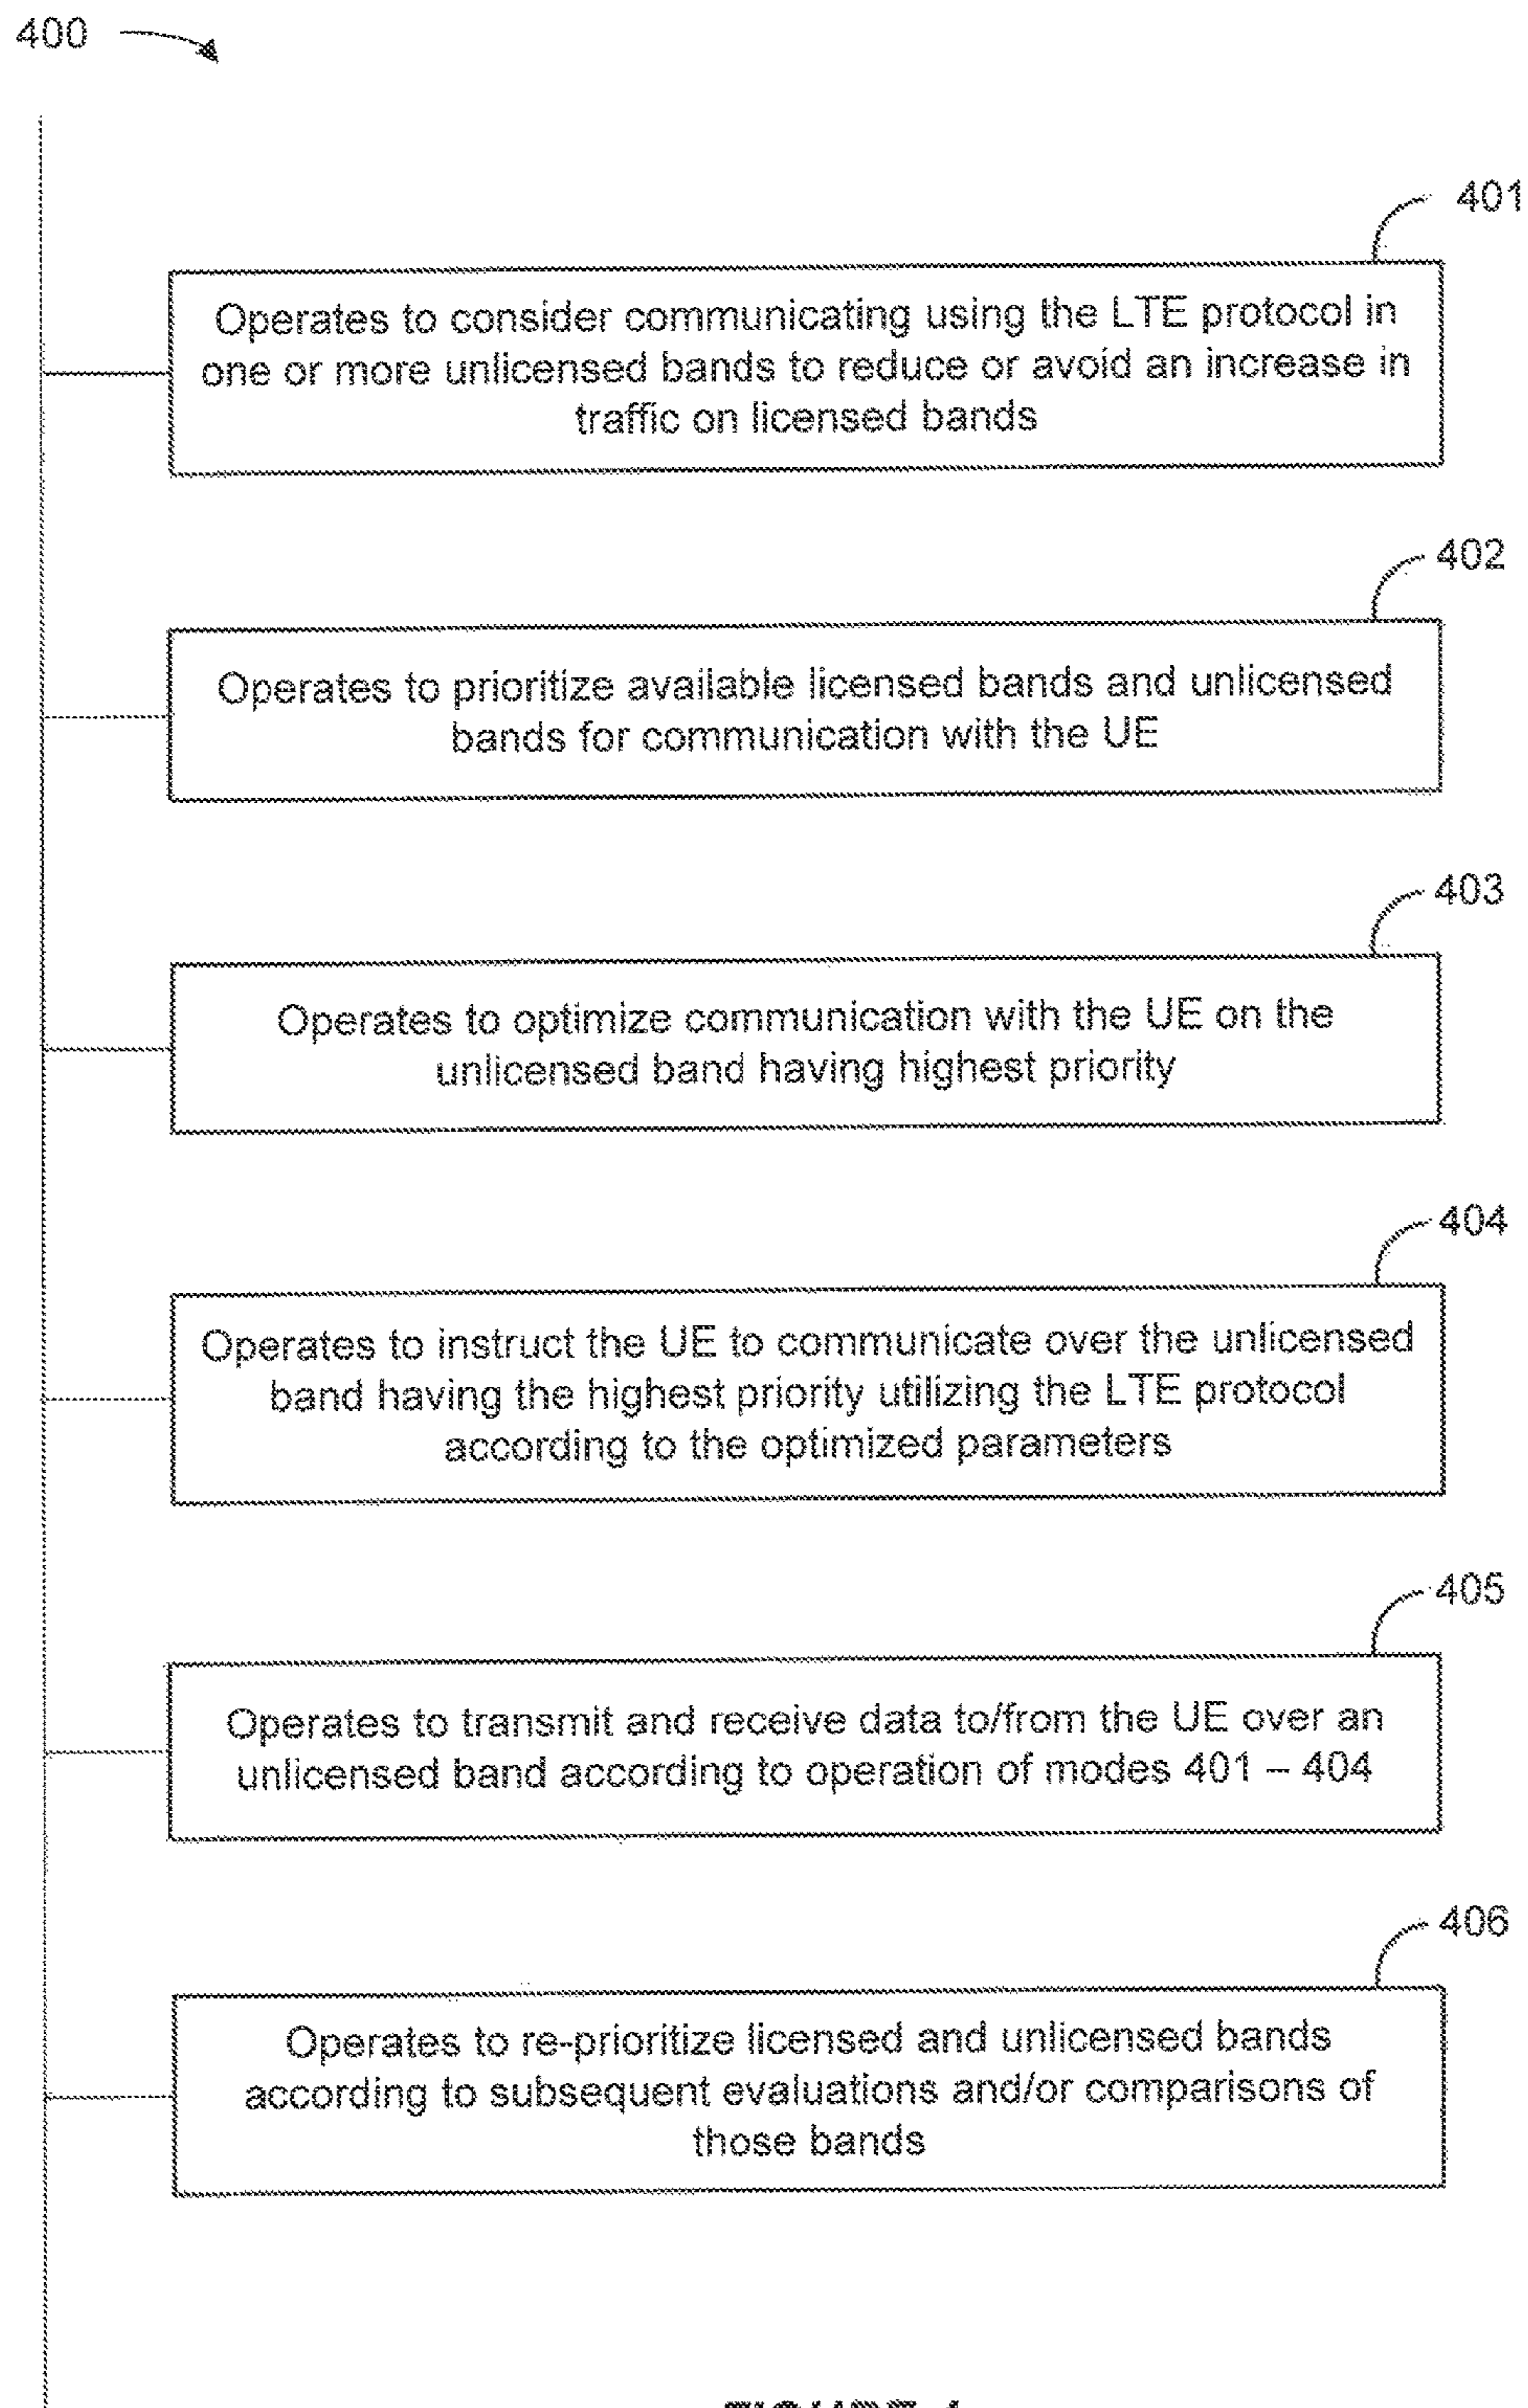 400
401
Operates to consider communicating using the LTE protocol in
one or more unlicensed bands to reduce or avoid an increase in
traffic on licensed bands
402
Operates to prioritize available licensed bands and unlicensed
bands for communication with the UE
403
Operates to optimize communication with the UE on the
unlicensed band having highest priority
404
Operates to instruct the UE to communicate over the unlicensed
band having the highest priority utilizing the LTE protocol
according to the optimized parameters
405
Operates to transmit and receive data to/from the UE over an
unlicensed band according to operation of modes 401 – 404
406
Operates to re-prioritize licensed and unlicensed bands
according to subsequent evaluations and/or comparisons of
those bands